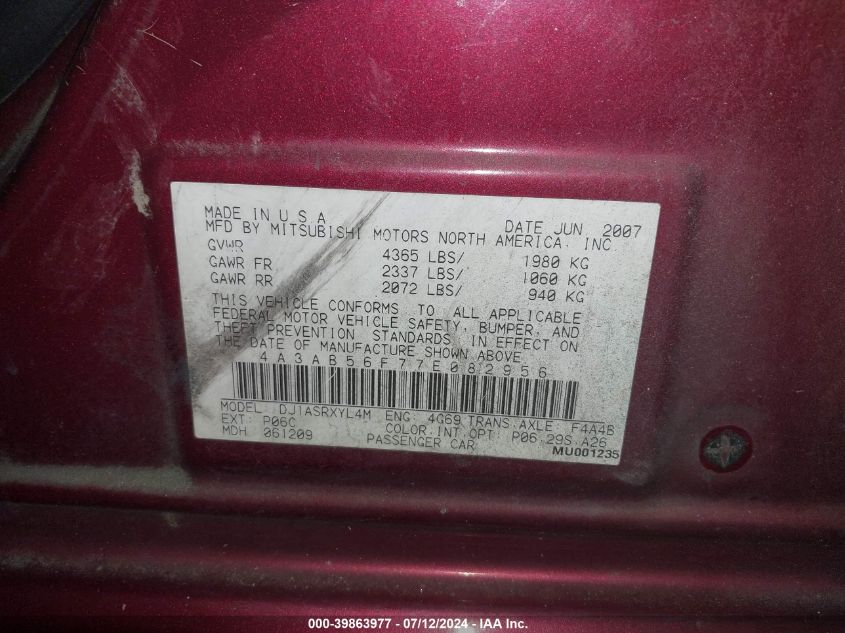 MADE IN U S A DATE JUN, 2007
MFD BY MITSUBISHI MOTORS NORTH AMERICA, INC
GVWR 4365 LBS/ 1980 KG
GAWR FR 2337 LBS/ 1060 KG
GAWR RR 2072 LBS/ 940 KG
THIS VEHICLE CONFORMS TO ALL APPLICABLE
FEDERAL MOTOR VEHICLE SAFETY, BUMPER, AND
THEFT PREVENTION STANDARDS IN EFFECT ON
THE DATE OF MANUFACTURE SHOWN ABOVE
4A3AB56F77E082956
MODEL DJ1ASRXYL4M ENG: 4G69 TRANS.AXLE: F4A4B
EXT: P06C COLOR.INT.OPT: P06.29S.A26
MDH 061209 PASSENGER CAR MU001235
000-39863977 - 07/12/2024 - IAA Inc.